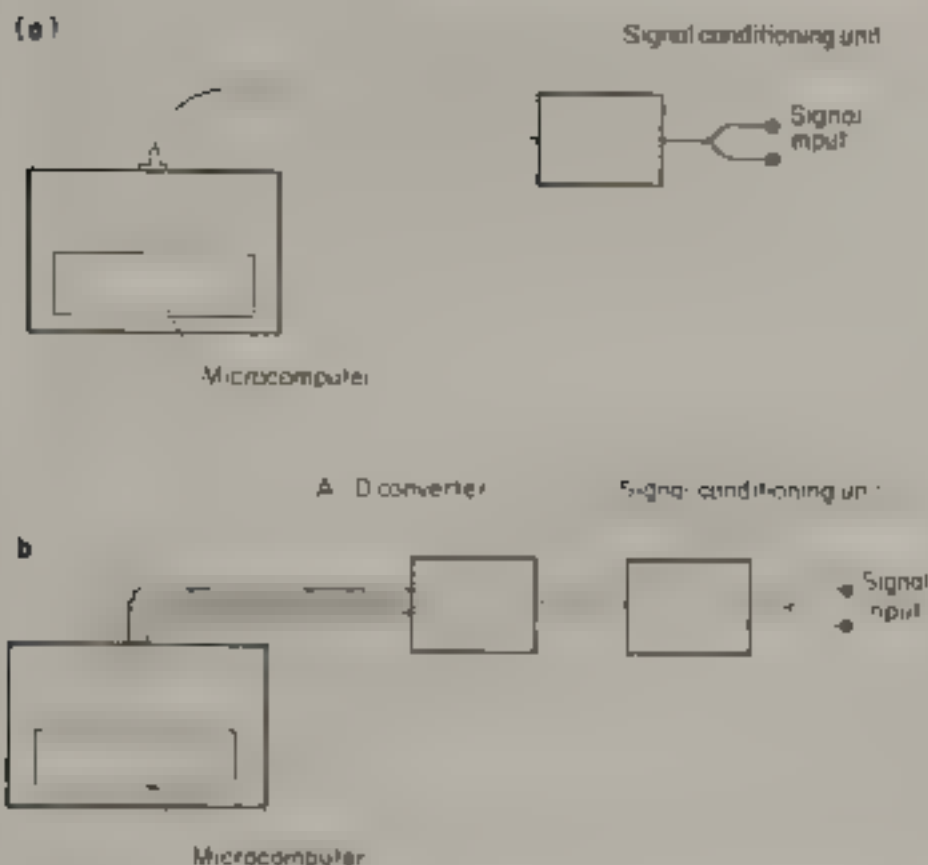 (a)
Signal conditioning unit
Signal
input
Microcomputer
A D converter
Signal conditioning unit
b
Signal
input
Microcomputer